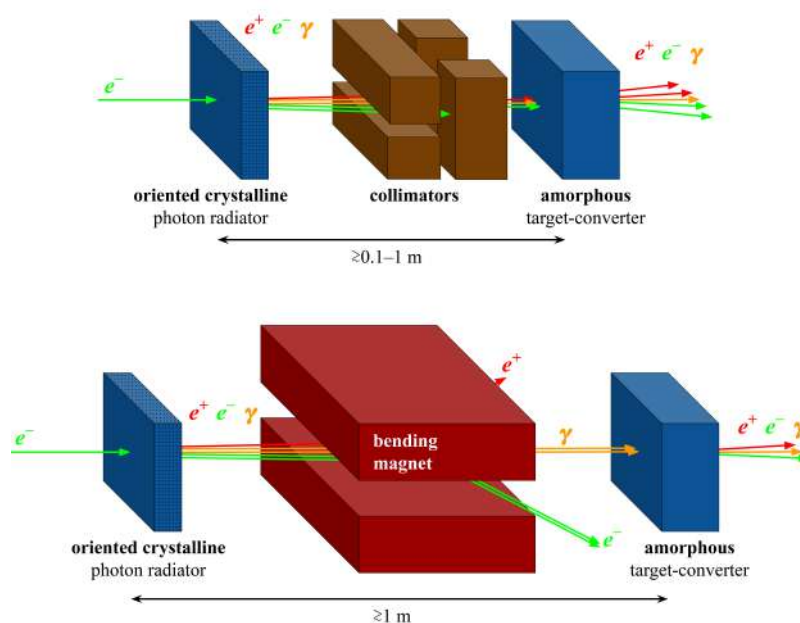 e⁺ e⁻ γ
e⁻
e⁺ e⁻ γ
oriented crystalline
photon radiator
collimators
amorphous
target-converter
≥0.1–1 m
e⁺
e⁺ e⁻ γ
e⁻
bending
magnet
γ
e⁺ e⁻ γ
e⁻
oriented crystalline
photon radiator
amorphous
target-converter
≥1 m